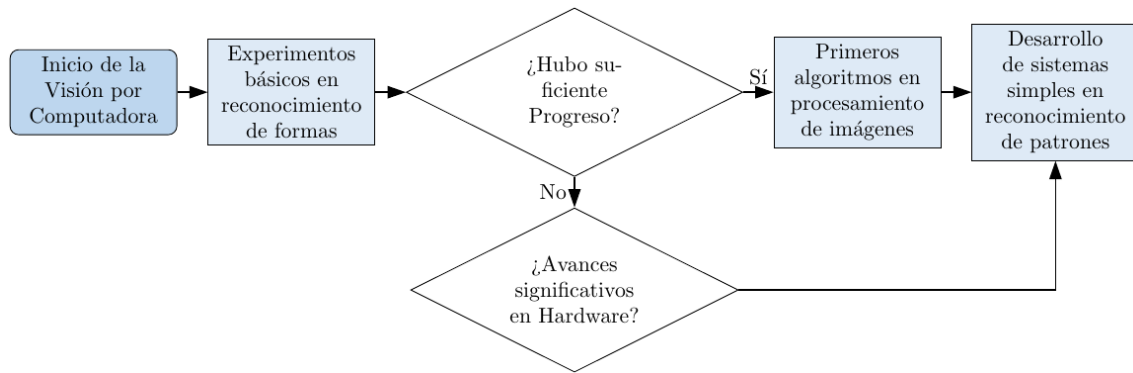 Inicio de la
Visión por
Computadora
Experimentos
básicos en
reconocimiento
de formas
¿Hubo su-
ficiente
Progreso?
Sí
Primeros
algoritmos en
procesamiento
de imágenes
Desarrollo
de sistemas
simples en
reconocimiento
de patrones
No
¿Avances
significativos
en Hardware?